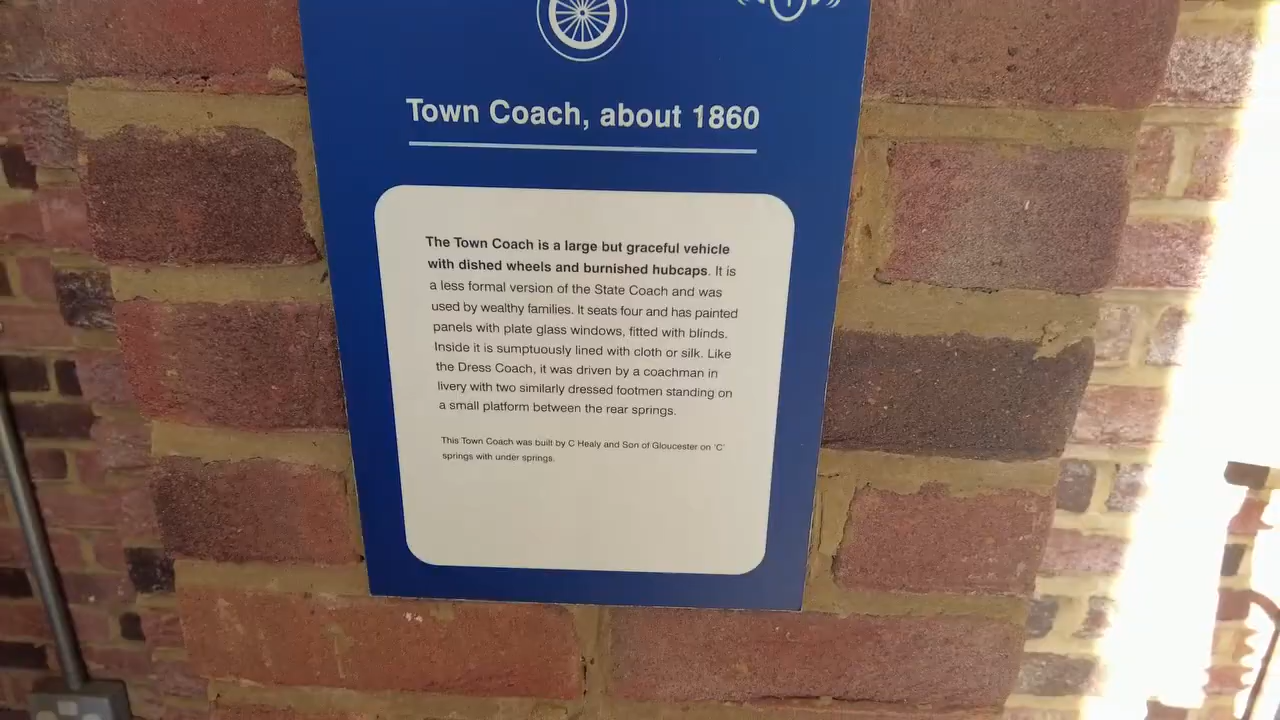 Town Coach, about 1860
The Town Coach is a large but graceful vehicle
with dished wheels and burnished hubcaps. It is
a less formal version of the State Coach and was
used by wealthy families. It seats four and has painted
panels with plate glass windows, fitted with blinds.
Inside it is sumptuously lined with cloth or silk. Like
the Dress Coach, it was driven by a coachman in
livery with two similarly dressed footmen standing on
a small platform between the rear springs.
This Town Coach was built by C Healy and Son of Gloucester on 'C'
springs with under springs.